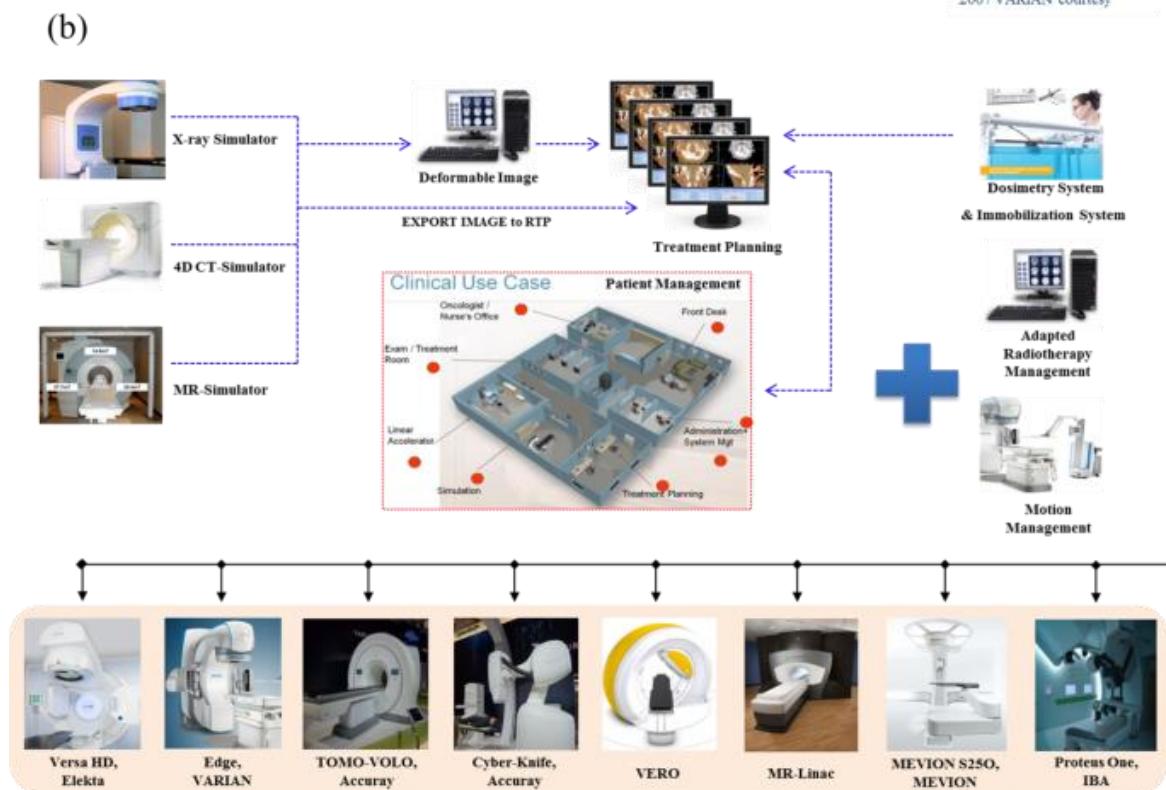 2007 VARIAN courtesy
(b)
X-ray Simulator
Deformable Image
EXPORT IMAGE to RTP
Treatment Planning
Dosimetry System
& Immobilization System
4D CT-Simulator
MR-Simulator
Clinical Use Case
Patient Management
Oncologist /
Nurse's Office
Front Desk
Exam / Treatment
Room
Linear
Accelerator
Administration+
System Mgt
Simulation
Treatment Planning
Adapted
Radiotherapy
Management
Motion
Management
Versa HD,
Elekta
Edge,
VARIAN
TOMO-VOLO,
Accuray
Cyber-Knife,
Accuray
VERO
MR-Linac
MEVION S25O,
MEVION
Proteus One,
IBA